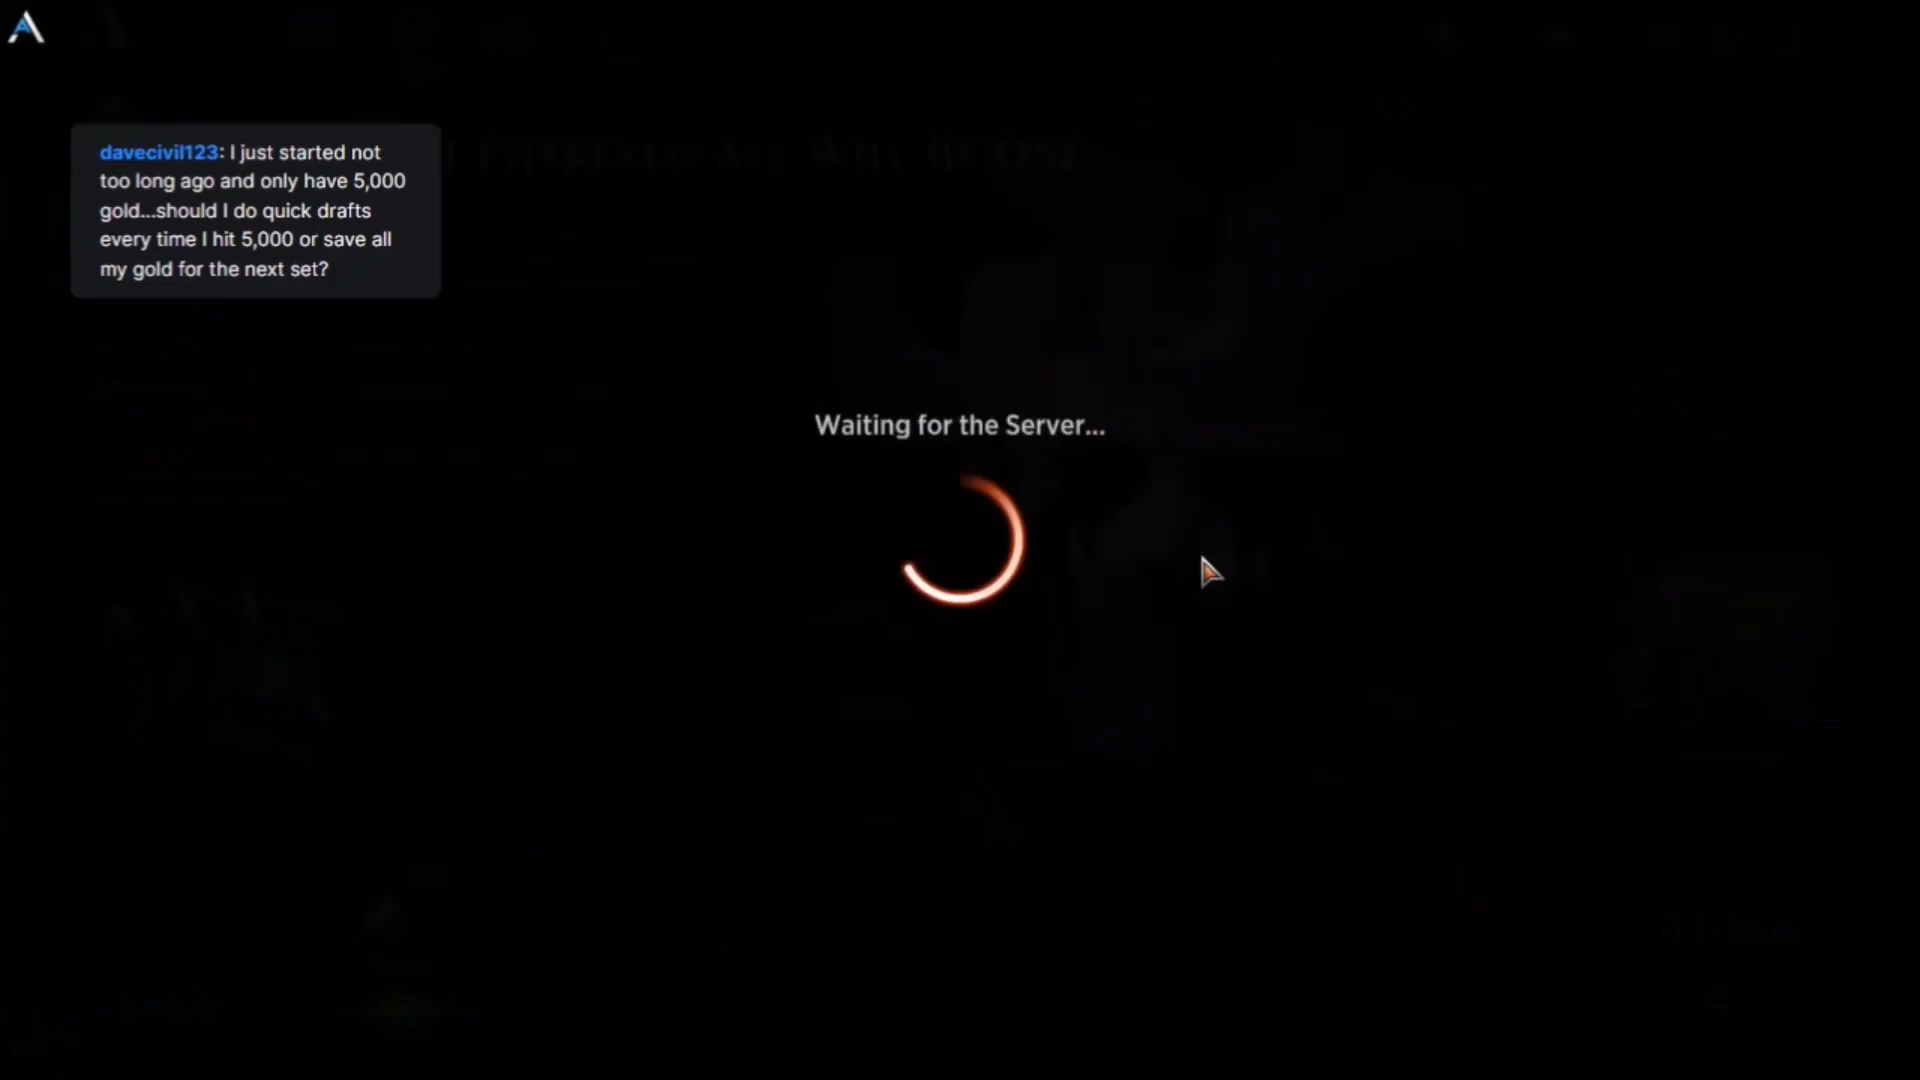 davecivil123: I just started not
too long ago and only have 5,000
gold...should I do quick drafts
every time I hit 5,000 or save all
my gold for the next set?
Waiting for the Server...